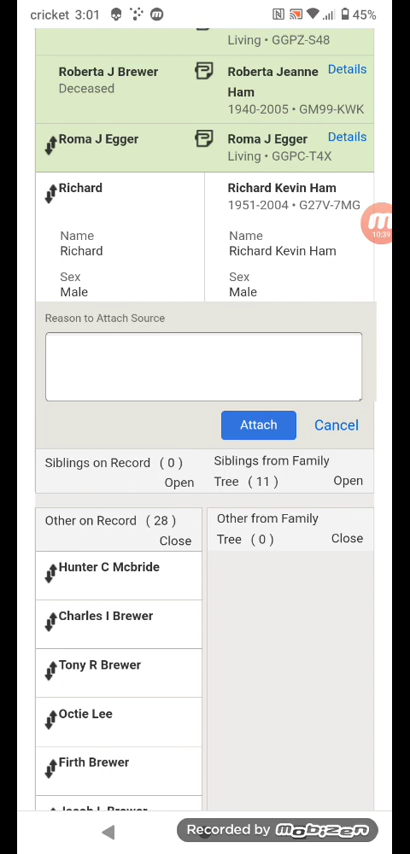 cricket 3:01 45%
Living • GGPZ-S48
Roberta J Brewer
Deceased
Roberta Jeanne Ham
1940-2005 • GM99-KWK
Details
Roma J Egger
Roma J Egger
Living • GGPC-T4X
Details
Richard
Richard Kevin Ham
1951-2004 • G27V-7MG
10:39
Name
Richard
Name
Richard Kevin Ham
Sex
Male
Sex
Male
Reason to Attach Source
Attach Cancel
Siblings on Record ( 0 )
Open
Siblings from Family
Tree ( 11 ) Open
Other on Record ( 28 )
Close
Other from Family
Tree ( 0 ) Close
Hunter C Mcbride
Charles I Brewer
Tony R Brewer
Octie Lee
Firth Brewer
Recorded by mobizen